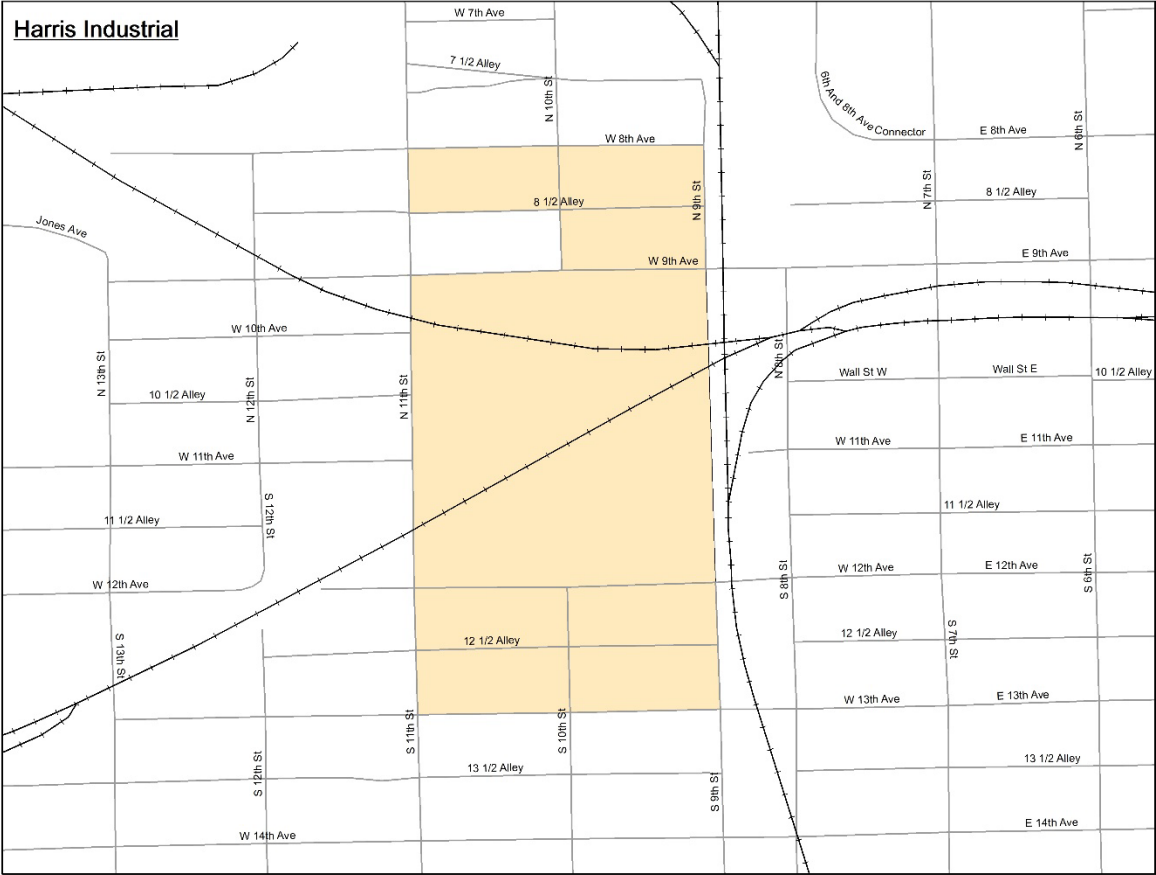 Harris Industrial
W 7th Ave
7 1/2 Alley
N 10th St
6th And 8th Ave Connector
E 8th Ave
N 6th St
W 8th Ave
N 9th St
N 7th St
8 1/2 Alley
8 1/2 Alley
Jones Ave
W 9th Ave
E 9th Ave
W 10th Ave
N 8th St
N 13th St
N 12th St
N 11th St
Wall St W
Wall St E
10 1/2 Alley
10 1/2 Alley
W 11th Ave
W 11th Ave
E 11th Ave
11 1/2 Alley
S 12th St
11 1/2 Alley
W 12th Ave
W 12th Ave
E 12th Ave
S 8th St
S 6th St
S 13th St
12 1/2 Alley
12 1/2 Alley
S 7th St
W 13th Ave
E 13th Ave
S 11th St
S 10th St
S 12th St
13 1/2 Alley
S 9th St
13 1/2 Alley
W 14th Ave
E 14th Ave